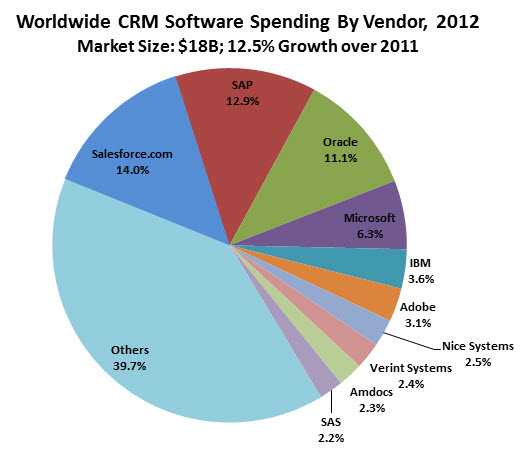 Worldwide CRM Software Spending By Vendor, 2012
Market Size: $18B; 12.5% Growth over 2011
SAP
12.9%
Oracle
11.1%
Salesforce.com
14.0%
Microsoft
6.3%
IBM
3.6%
Adobe
3.1%
Nice Systems
2.5%
Verint Systems
2.4%
Amdocs
2.3%
SAS
2.2%
Others
39.7%